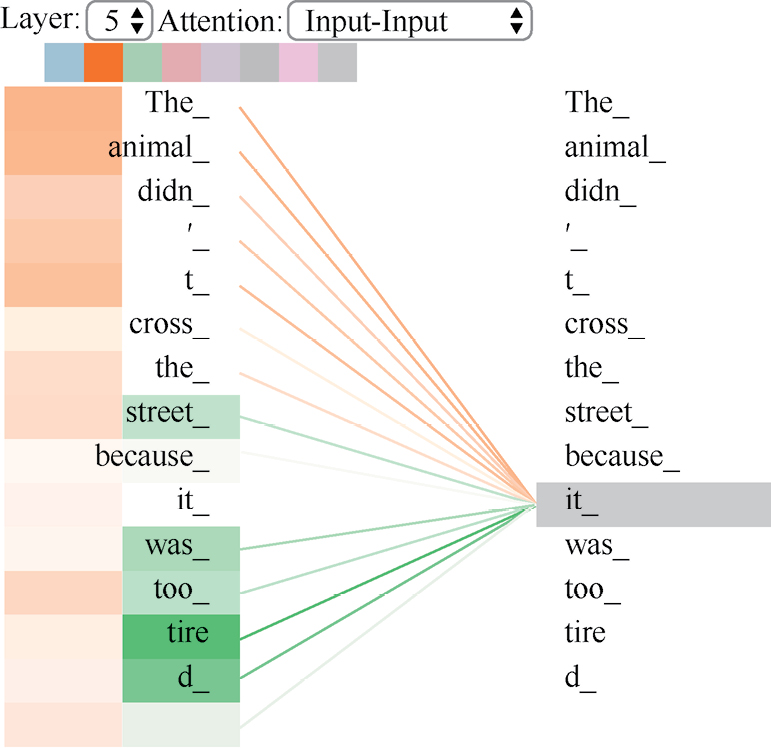 Layer: 5 Attention: Input-Input
The_ The_
animal_ animal_
didn_ didn_
'_ '_
t_ t_
cross_ cross_
the_ the_
street_ street_
because_ because_
it_ it_
was_ was_
too_ too_
tire tire
d_ d_